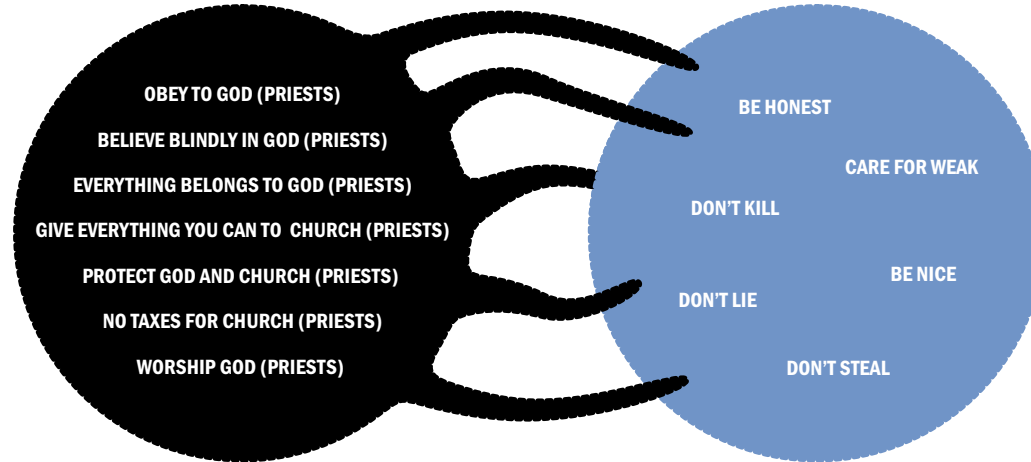 OBEY TO GOD (PRIESTS)
BELIEVE BLINDLY IN GOD (PRIESTS)
EVERYTHING BELONGS TO GOD (PRIESTS)
GIVE EVERYTHING YOU CAN TO CHURCH (PRIESTS)
PROTECT GOD AND CHURCH (PRIESTS)
NO TAXES FOR CHURCH (PRIESTS)
WORSHIP GOD (PRIESTS)
BE HONEST
CARE FOR WEAK
DON'T KILL
BE NICE
DON'T LIE
DON'T STEAL